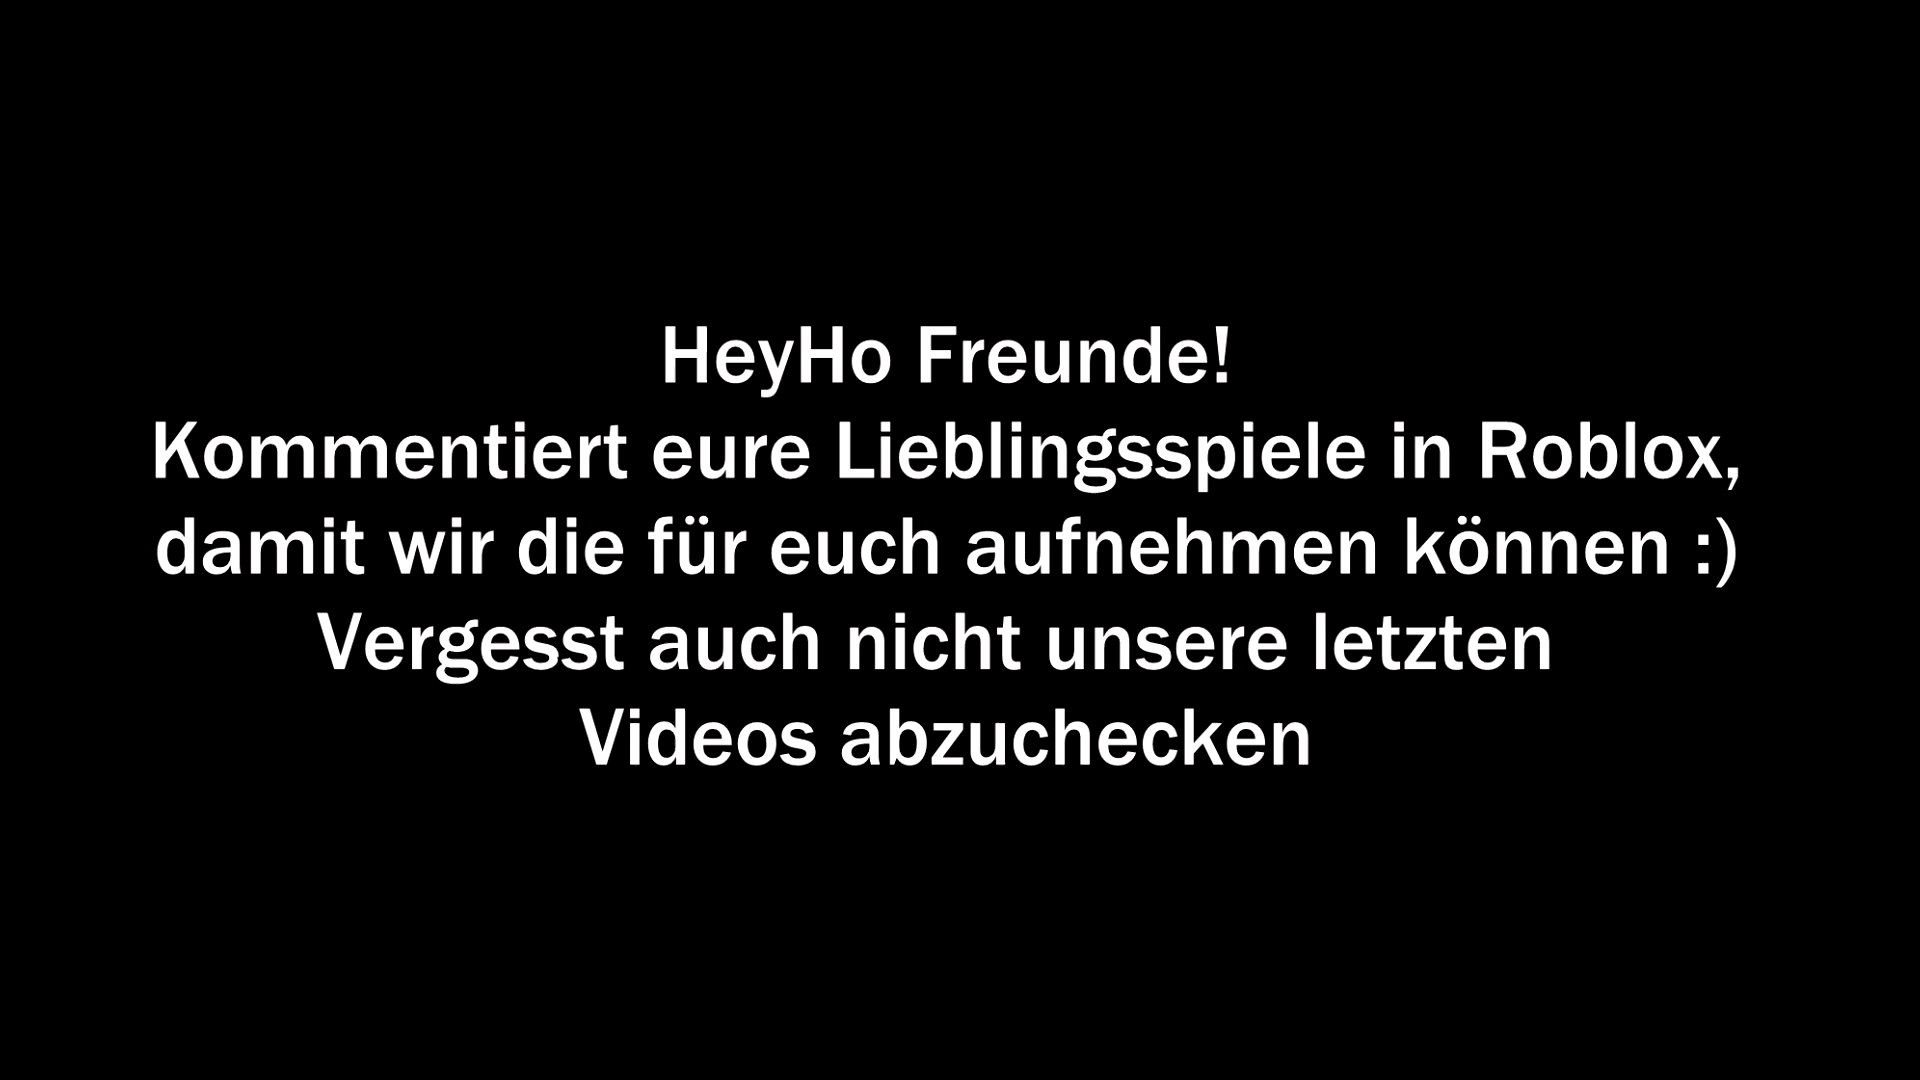 HeyHo Freunde!
Kommentiert eure Lieblingsspiele in Roblox,
damit wir die für euch aufnehmen können :)
Vergesst auch nicht unsere letzten
Videos abzuchecken